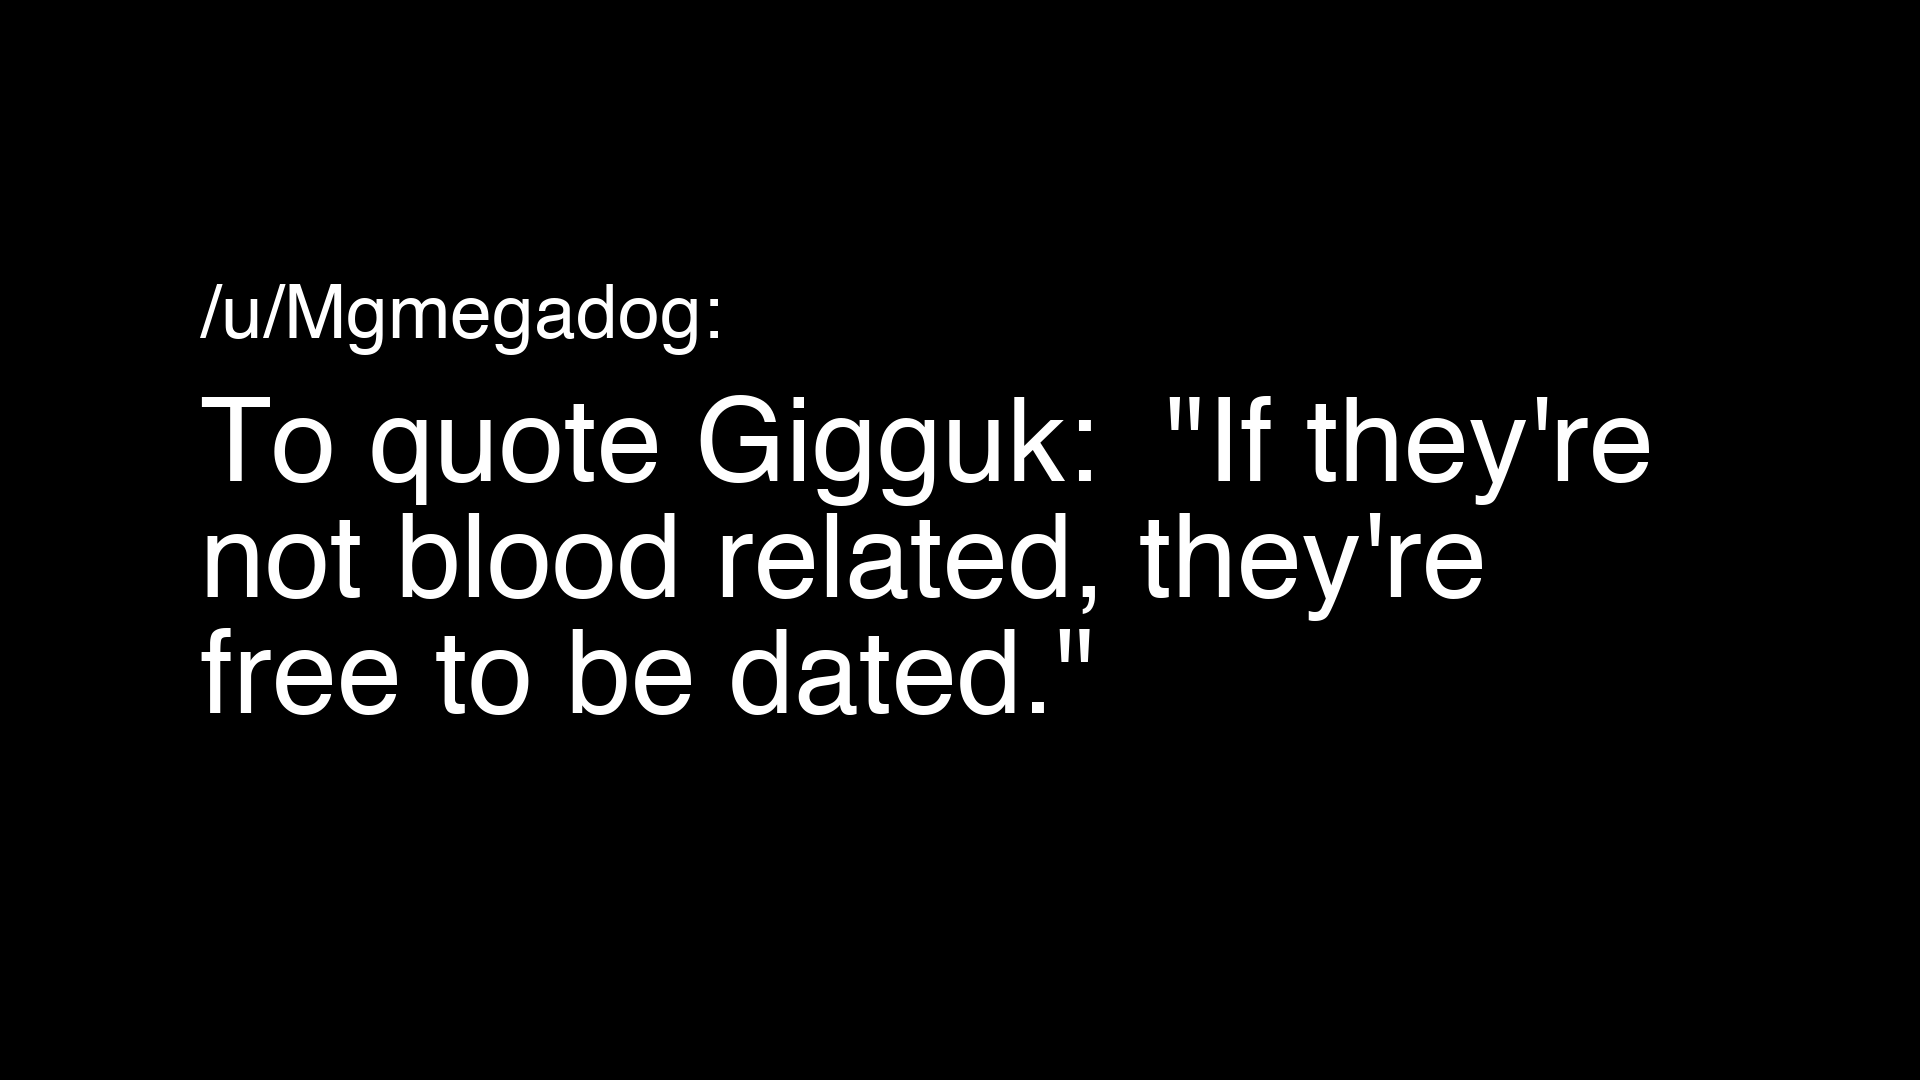 /u/Mgmegadog:
To quote Gigguk:  "If they're
not blood related, they're
free to be dated."